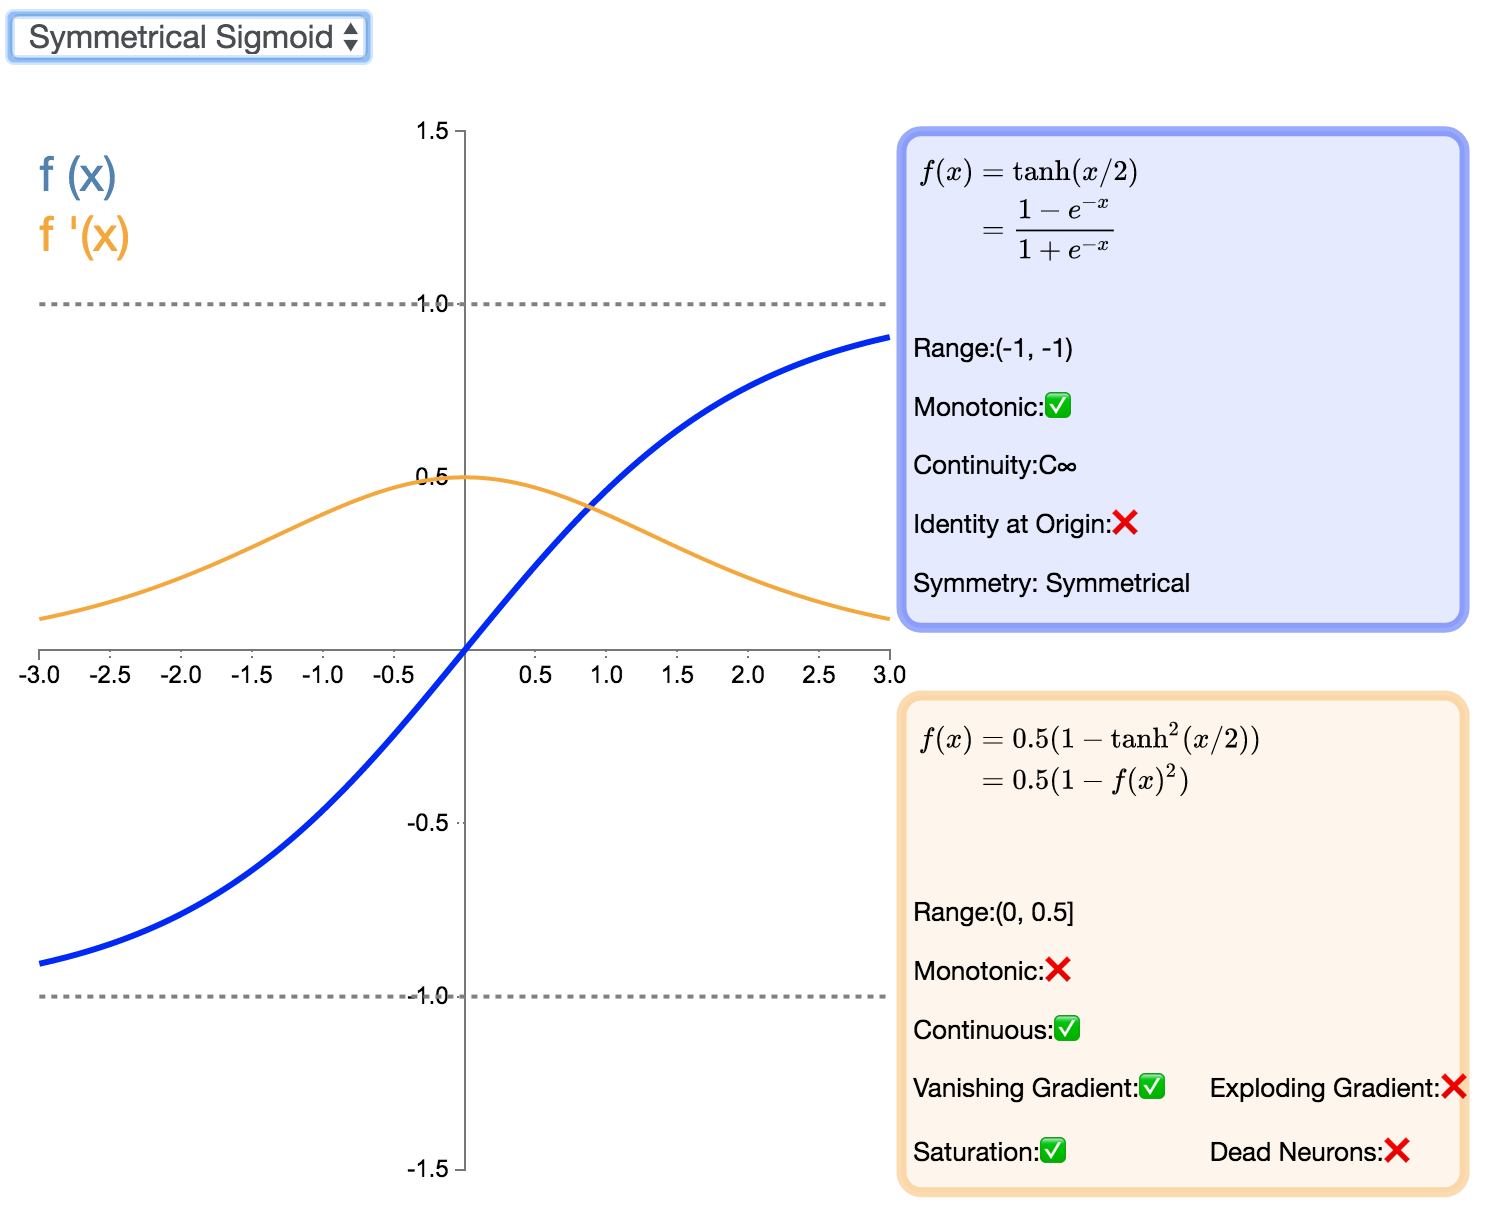 Symmetrical Sigmoid
f (x)
f '(x)
1.5
1.0
0.5
-3.0 -2.5 -2.0 -1.5 -1.0 -0.5 0.5 1.0 1.5 2.0 2.5 3.0
-0.5
-1.0
-1.5
f(x) = tanh(x/2)
= \frac{1 − e^{−x}}{1 + e^{−x}}
Range:(-1, -1)
Monotonic:✅
Continuity:C∞
Identity at Origin:❌
Symmetry: Symmetrical
f(x) = 0.5(1 − tanh²(x/2))
= 0.5(1 − f(x)²)
Range:(0, 0.5]
Monotonic:❌
Continuous:✅
Vanishing Gradient:✅ Exploding Gradient:❌
Saturation:✅ Dead Neurons:❌